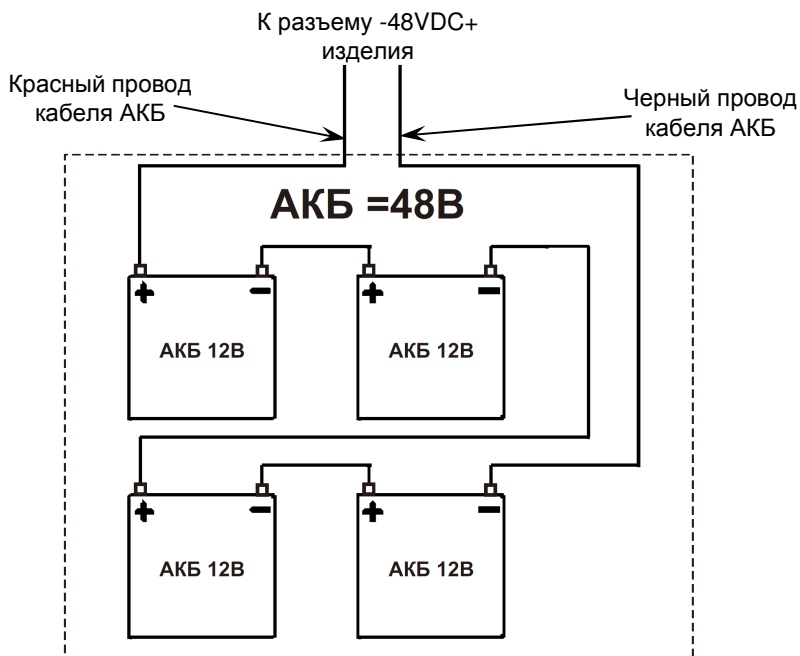 К разъему -48VDC+
изделия
Красный провод
кабеля АКБ
Черный провод
кабеля АКБ
АКБ =48В
+ - + -
АКБ 12В АКБ 12В
+ - + -
АКБ 12В АКБ 12В